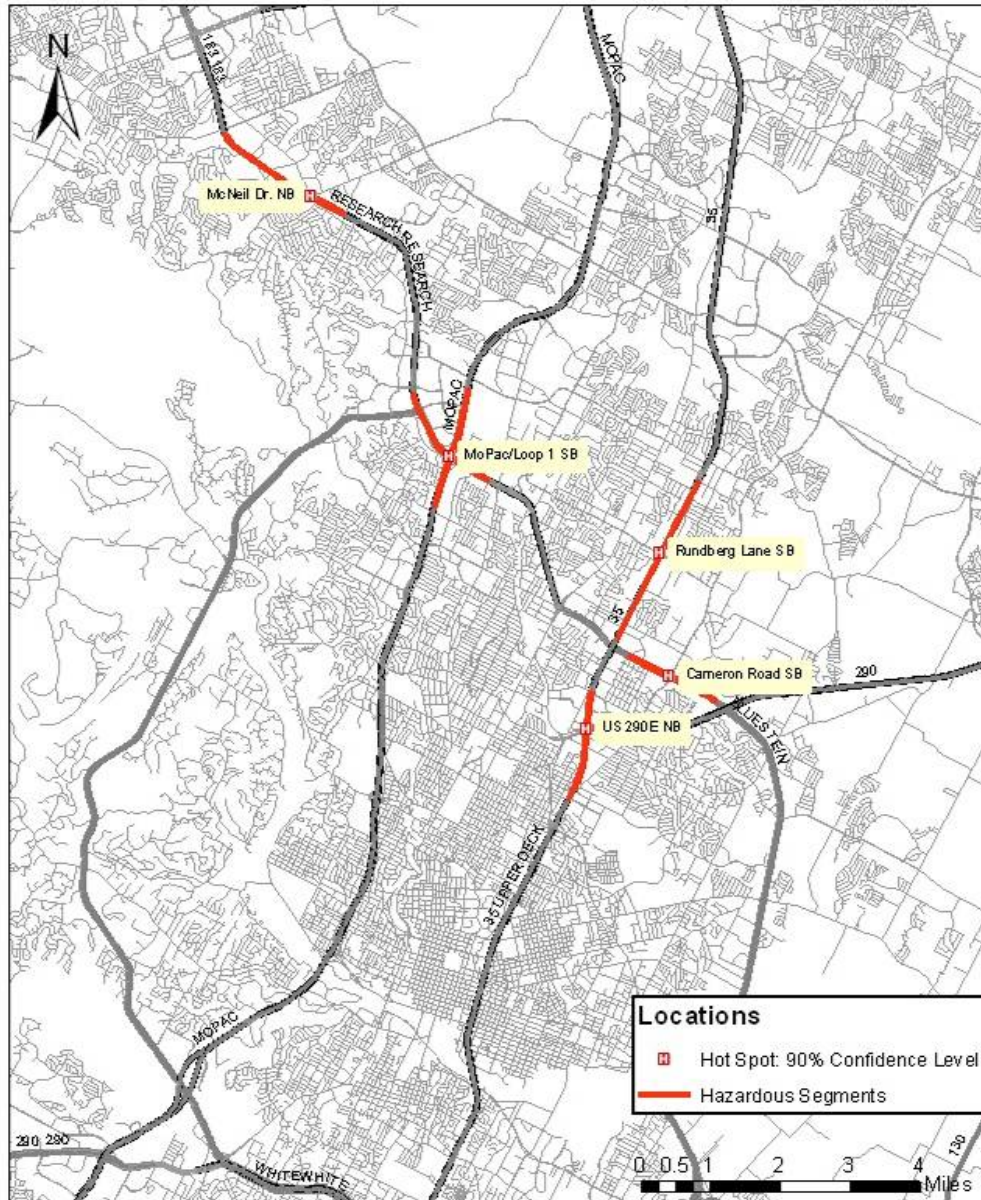 N
183 183
MOPAC
McNeil Dr. NB
H
RESEARCH RESEARCH
35
MOPAC
H
MoPac/Loop 1 SB
H
Rundberg Lane SB
35
H
Cameron Road SB
290
H
US 290E NB
BLUESTEIN
35 UPPER DECK
MOPAC
290 290
WHITEWHITE
130
Locations
H Hot Spot: 90% Confidence Level
Hazardous Segments
0 0.5 1 2 3 4
Miles